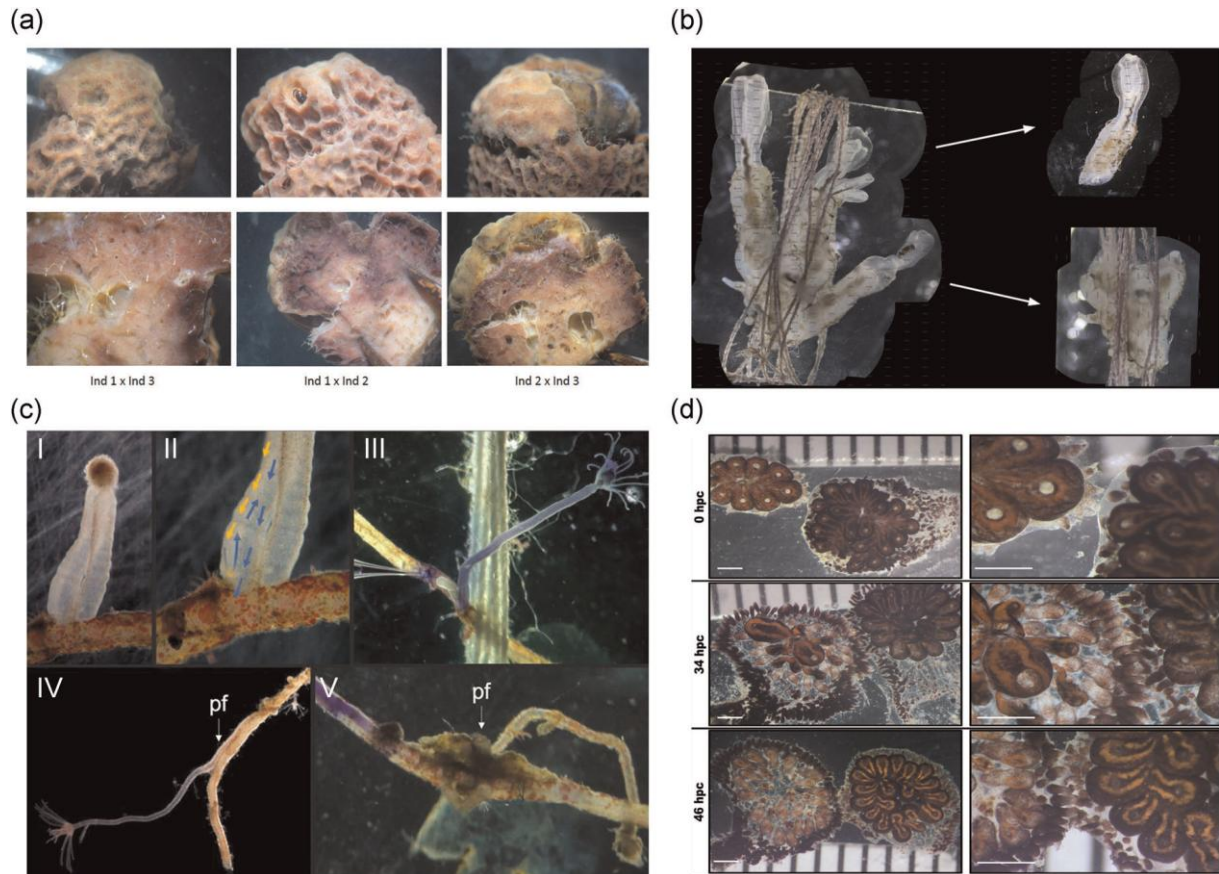 (a)
Ind 1 x Ind 3
Ind 1 x Ind 2
Ind 2 x Ind 3
(b)
(c)
I
II
III
IV
pf
V
pf
(d)
0 hpc
34 hpc
46 hpc